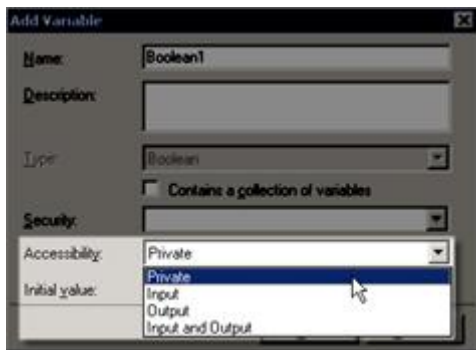 Add Variable
Name: Boolean1
Description:
Type: Boolean
Contains a collection of variables
Security:
Accessibility: Private
Private
Initial value:
Input
Output
Input and Output